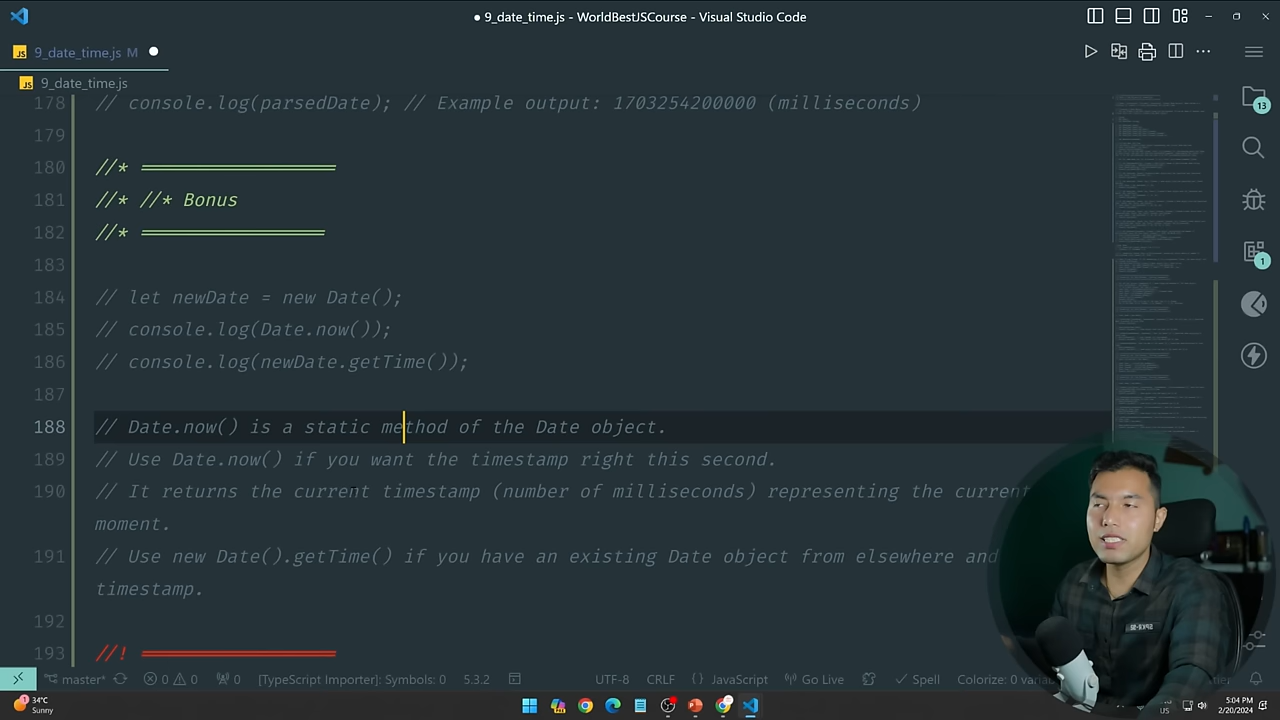 9_date_time.js - WorldBestJSCourse - Visual Studio Code
JS 9_date_time.js M
JS 9_date_time.js
178 // console.log(parsedDate); // Example output: 1703254200000 (milliseconds)
179
180 //* ==================
181 //* //* Bonus
182 //* =================
183
184 // let newDate = new Date();
185 // console.log(Date.now());
186 // console.log(newDate.getTime());
187
188 // Date.now() is a static method of the Date object.
189 // Use Date.now() if you want the timestamp right this second.
190 // It returns the current timestamp (number of milliseconds) representing the current
moment.
191 // Use new Date().getTime() if you have an existing Date object from elsewhere and
timestamp.
192
193 //! ==================
13
1
master* 0 0 0 [TypeScript Importer]: Symbols: 0 5.3.2 UTF-8 CRLF {} JavaScript Go Live Spell Colorize: 0
1 34°C
Sunny
US
5:04 PM
2/20/2024